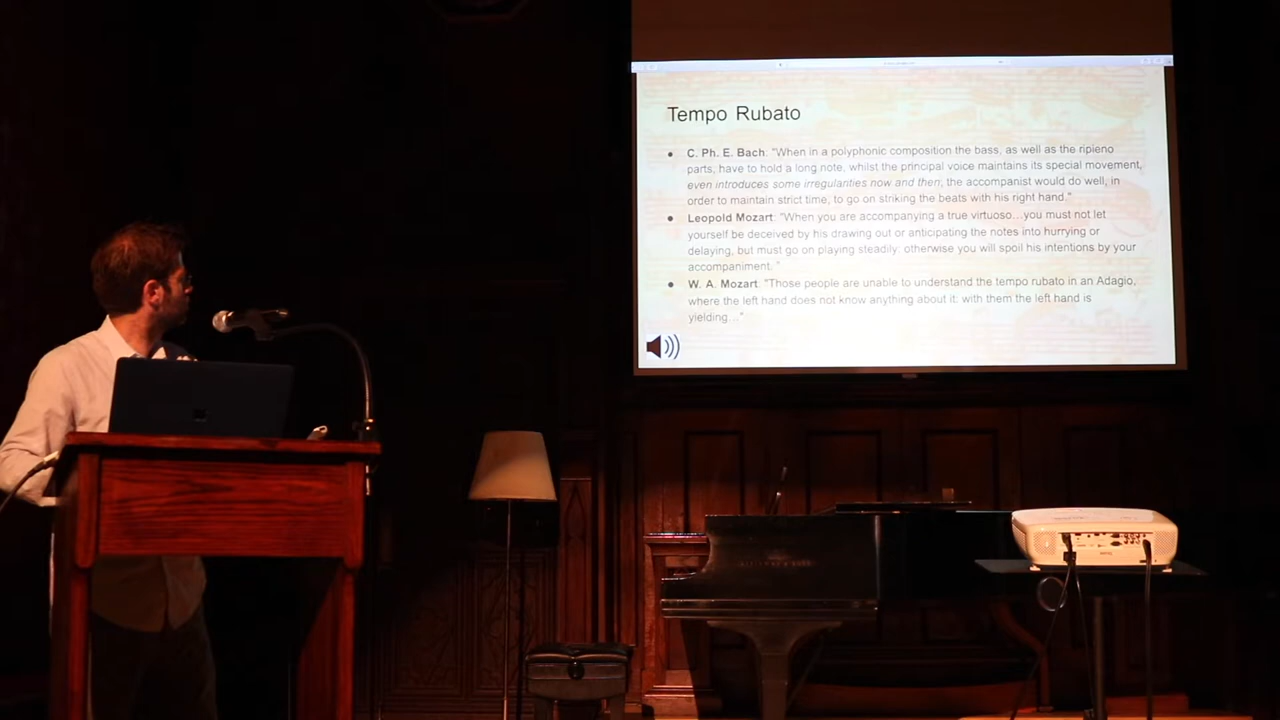 Tempo Rubato
● C. Ph. E. Bach: "When in a polyphonic composition the bass, as well as the ripieno
parts, have to hold a long note, whilst the principal voice maintains its special movement,
even introduces some irregularities now and then, the accompanist would do well, in
order to maintain strict time, to go on striking the beats with his right hand."
● Leopold Mozart: "When you are accompanying a true virtuoso…you must not let
yourself be deceived by his drawing out or anticipating the notes into hurrying or
delaying, but must go on playing steadily: otherwise you will spoil his intentions by your
accompaniment. "
● W. A. Mozart: "Those people are unable to understand the tempo rubato in an Adagio,
where the left hand does not know anything about it: with them the left hand is
yielding…"